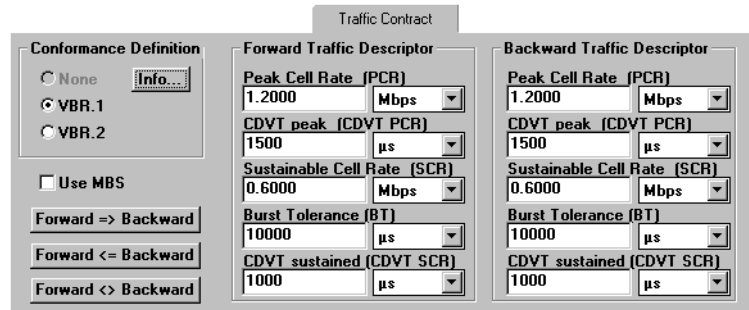 Traffic Contract
Conformance Definition
None
Info...
VBR.1
VBR.2
Use MBS
Forward => Backward
Forward <= Backward
Forward <> Backward
Forward Traffic Descriptor
Peak Cell Rate (PCR)
1.2000 Mbps
CDVT peak (CDVT PCR)
1500 µs
Sustainable Cell Rate (SCR)
0.6000 Mbps
Burst Tolerance (BT)
10000 µs
CDVT sustained (CDVT SCR)
1000 µs
Backward Traffic Descriptor
Peak Cell Rate (PCR)
1.2000 Mbps
CDVT peak (CDVT PCR)
1500 µs
Sustainable Cell Rate (SCR)
0.6000 Mbps
Burst Tolerance (BT)
10000 µs
CDVT sustained (CDVT SCR)
1000 µs